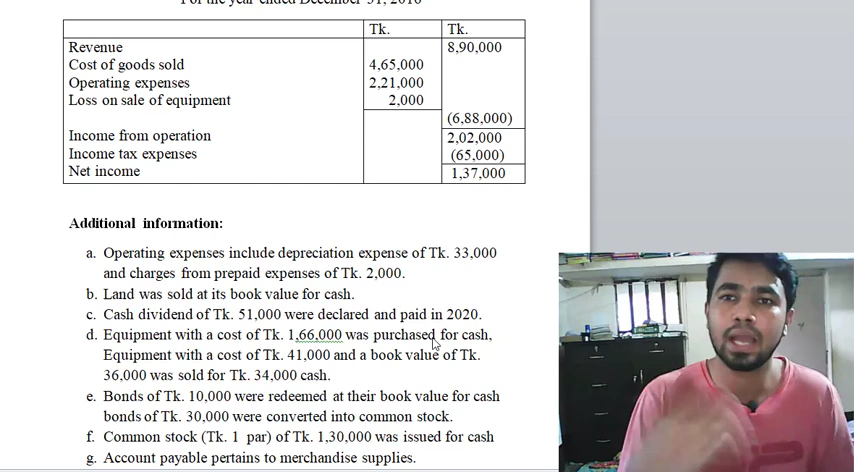 For the year ended December 31, 2016
Tk. Tk.
Revenue 8,90,000
Cost of goods sold 4,65,000
Operating expenses 2,21,000
Loss on sale of equipment 2,000
(6,88,000)
Income from operation 2,02,000
Income tax expenses (65,000)
Net income 1,37,000
Additional information:
a. Operating expenses include depreciation expense of Tk. 33,000
and charges from prepaid expenses of Tk. 2,000.
b. Land was sold at its book value for cash.
c. Cash dividend of Tk. 51,000 were declared and paid in 2020.
d. Equipment with a cost of Tk. 1,66,000 was purchased for cash,
Equipment with a cost of Tk. 41,000 and a book value of Tk.
36,000 was sold for Tk. 34,000 cash.
e. Bonds of Tk. 10,000 were redeemed at their book value for cash
bonds of Tk. 30,000 were converted into common stock.
f. Common stock (Tk. 1 par) of Tk. 1,30,000 was issued for cash
g. Account payable pertains to merchandise supplies.